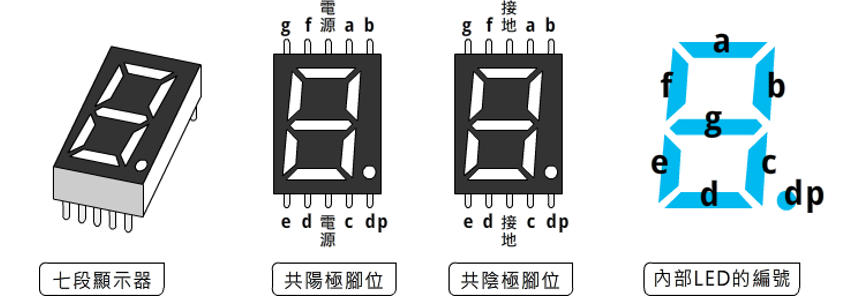 g f 電源 a b
e d 電源 c dp
共陽極腳位
g f 接地 a b
e d 接地 c dp
共陰極腳位
七段顯示器
a
f b
g
e c
d dp
內部LED的編號